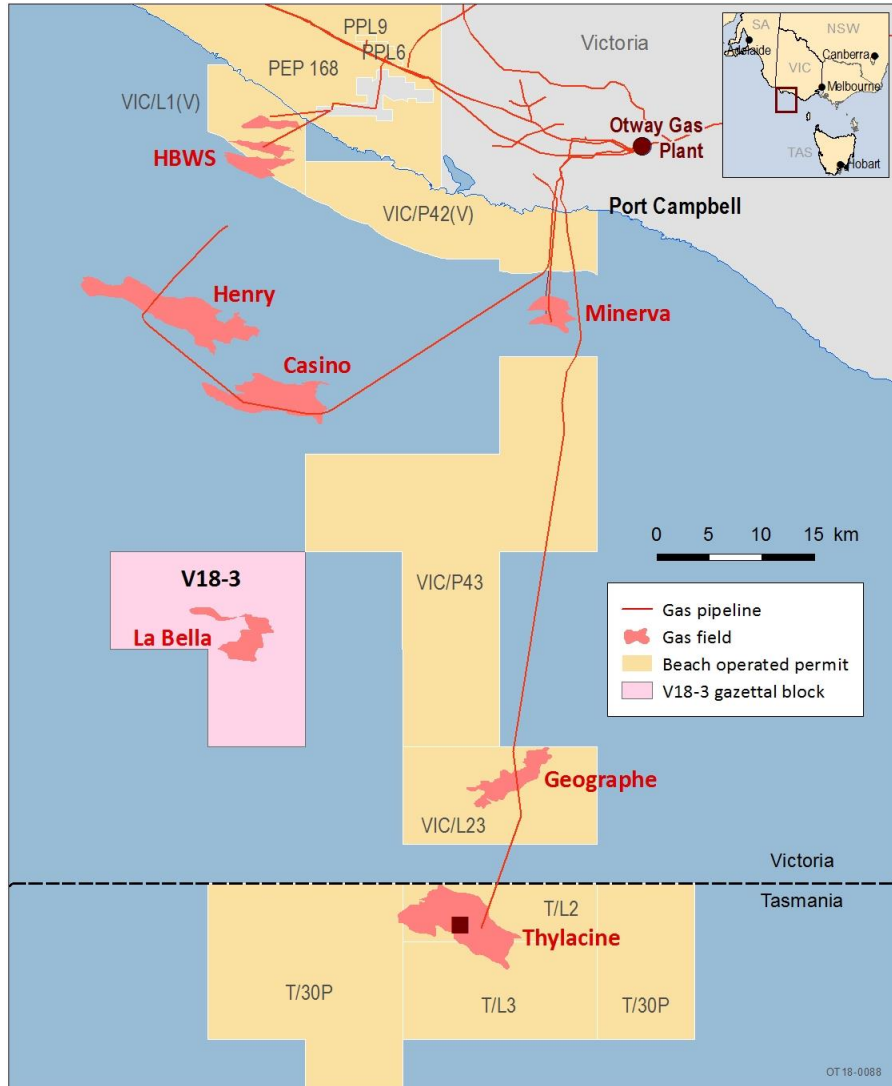 PPL9
PPL6
Victoria
PEP 168
VIC/L1(V)
HBWS
SA
NSW
Adelaide
Canberra
VIC
Melbourne
TAS
Hobart
Otway Gas
Plant
VIC/P42(V)
Port Campbell
Henry
Minerva
Casino
0 5 10 15 km
V18-3
VIC/P43
La Bella
Gas pipeline
Gas field
Beach operated permit
V18-3 gazettal block
Geographe
VIC/L23
Victoria
Tasmania
T/L2
Thylacine
T/30P
T/L3
T/30P
OT18-0088